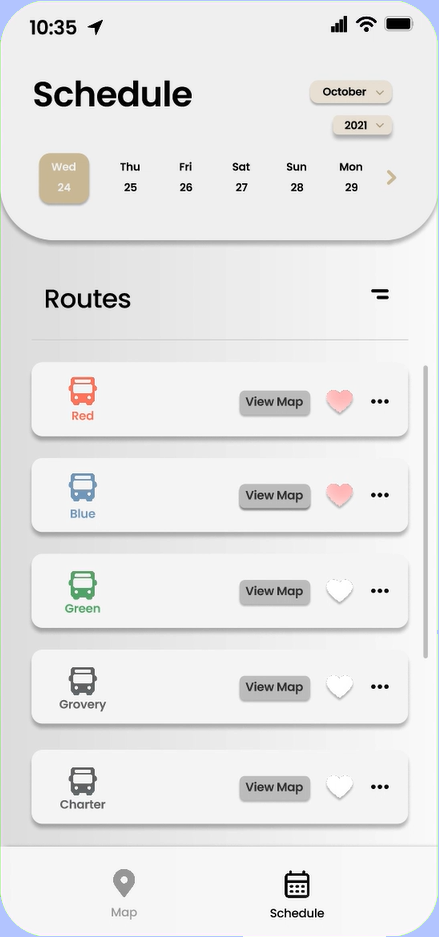 10:35
Schedule
October
2021
Wed Thu Fri Sat Sun Mon
24 25 26 27 28 29
Routes
Red View Map
Blue View Map
Green View Map
Grovery View Map
Charter View Map
Map Schedule